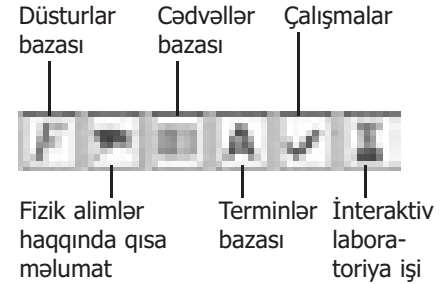 Düsturlar
bazası
Cədvəllər
bazası
Çalışmalar
F A I
Fizik alimlər
haqqında qısa
məlumat
Terminlər
bazası
İnteraktiv
labora-
toriya işi